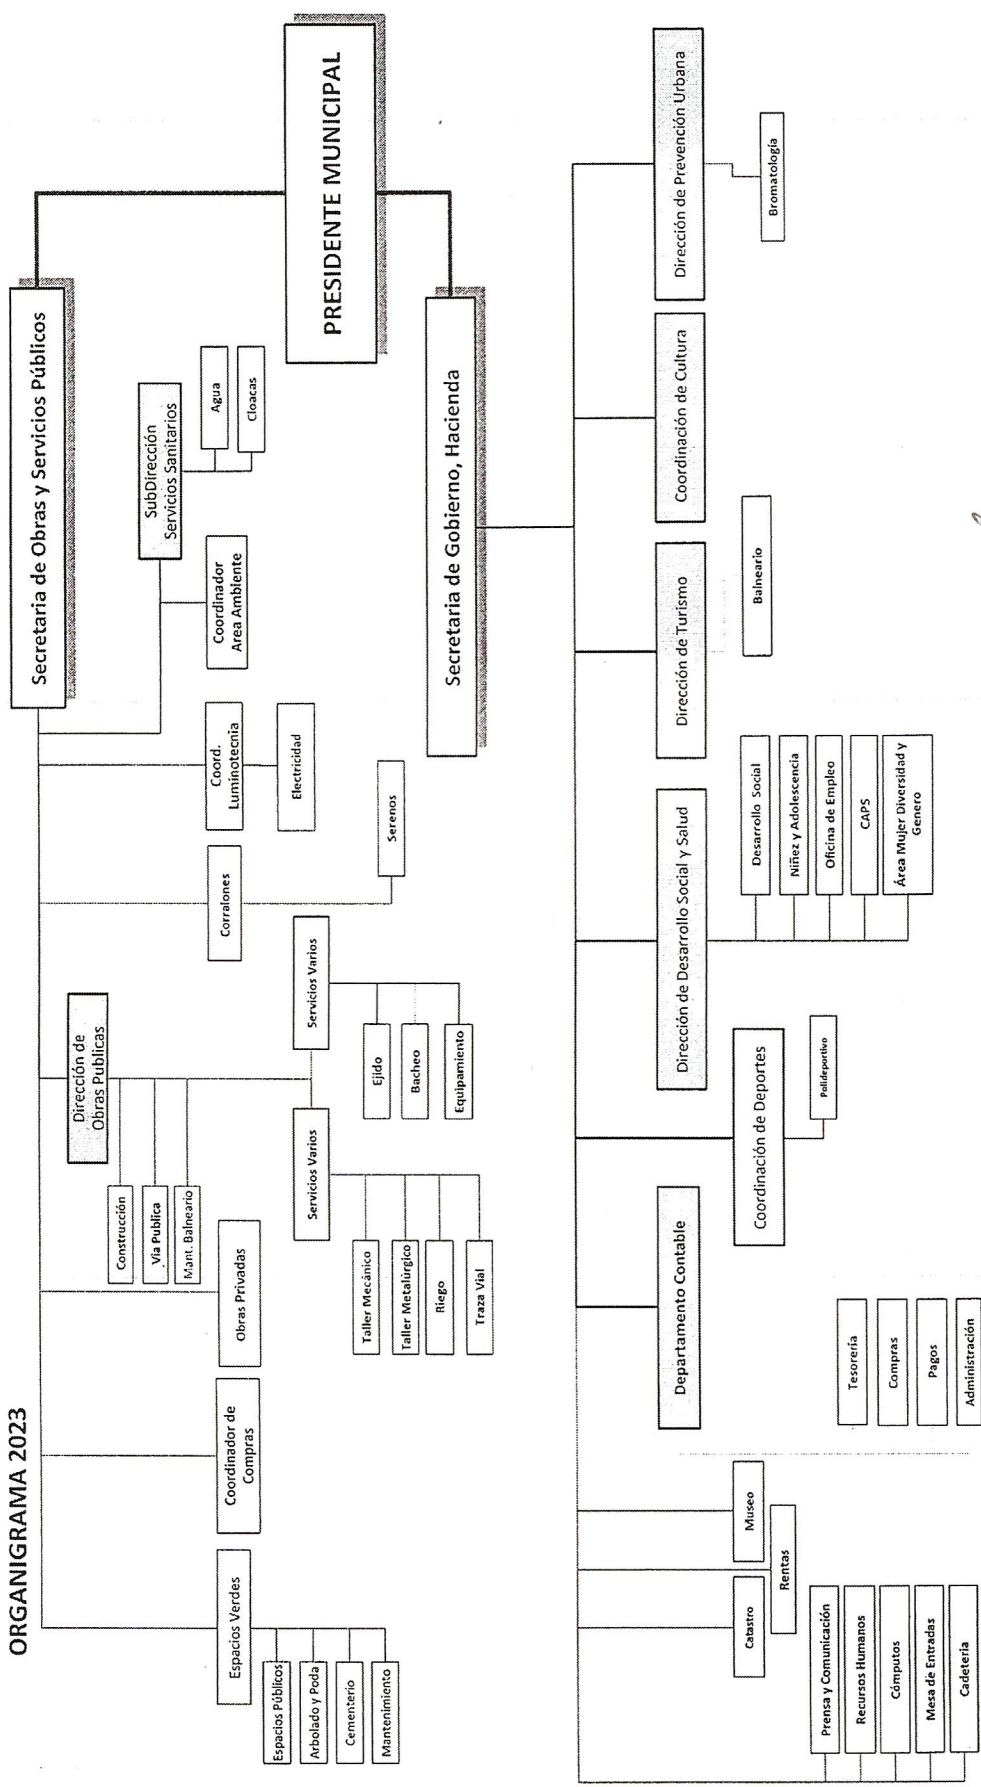 ORGANIGRAMA 2023
PRESIDENTE MUNICIPAL
Secretaria de Obras y Servicios Públicos
Espacios Verdes
Espacios Públicos
Arbolado y Poda
Cementerio
Mantenimiento
Coordinador de
Compras
Obras Privadas
Dirección de
Obras Publicas
Construcción
Via Publica
Mant. Balneario
Servicios Varios
Taller Mecánico
Taller Metalúrgico
Riego
Traza Vial
Servicios Varios
Ejido
Bacheo
Equipamiento
Corralones
Serenos
Coord.
Luminotecnia
Electricidad
SubDirección
Servicios Sanitarios
Agua
Cloacas
Coordinador
Area Ambiente
Secretaria de Gobierno, Hacienda
Prensa y Comunicación
Recursos Humanos
Cómputos
Mesa de Entradas
Cadeteria
Catastro
Rentas
Museo
Departamento Contable
Tesoreria
Compras
Pagos
Administración
Coordinación de Deportes
Polideportivo
Dirección de Desarrollo Social y Salud
Desarrollo Social
Niñez y Adolescencia
Oficina de Empleo
CAPS
Área Mujer Diversidad y
Genero
Dirección de Turismo
Balneario
Coordinación de Cultura
Dirección de Prevención Urbana
Bromatología